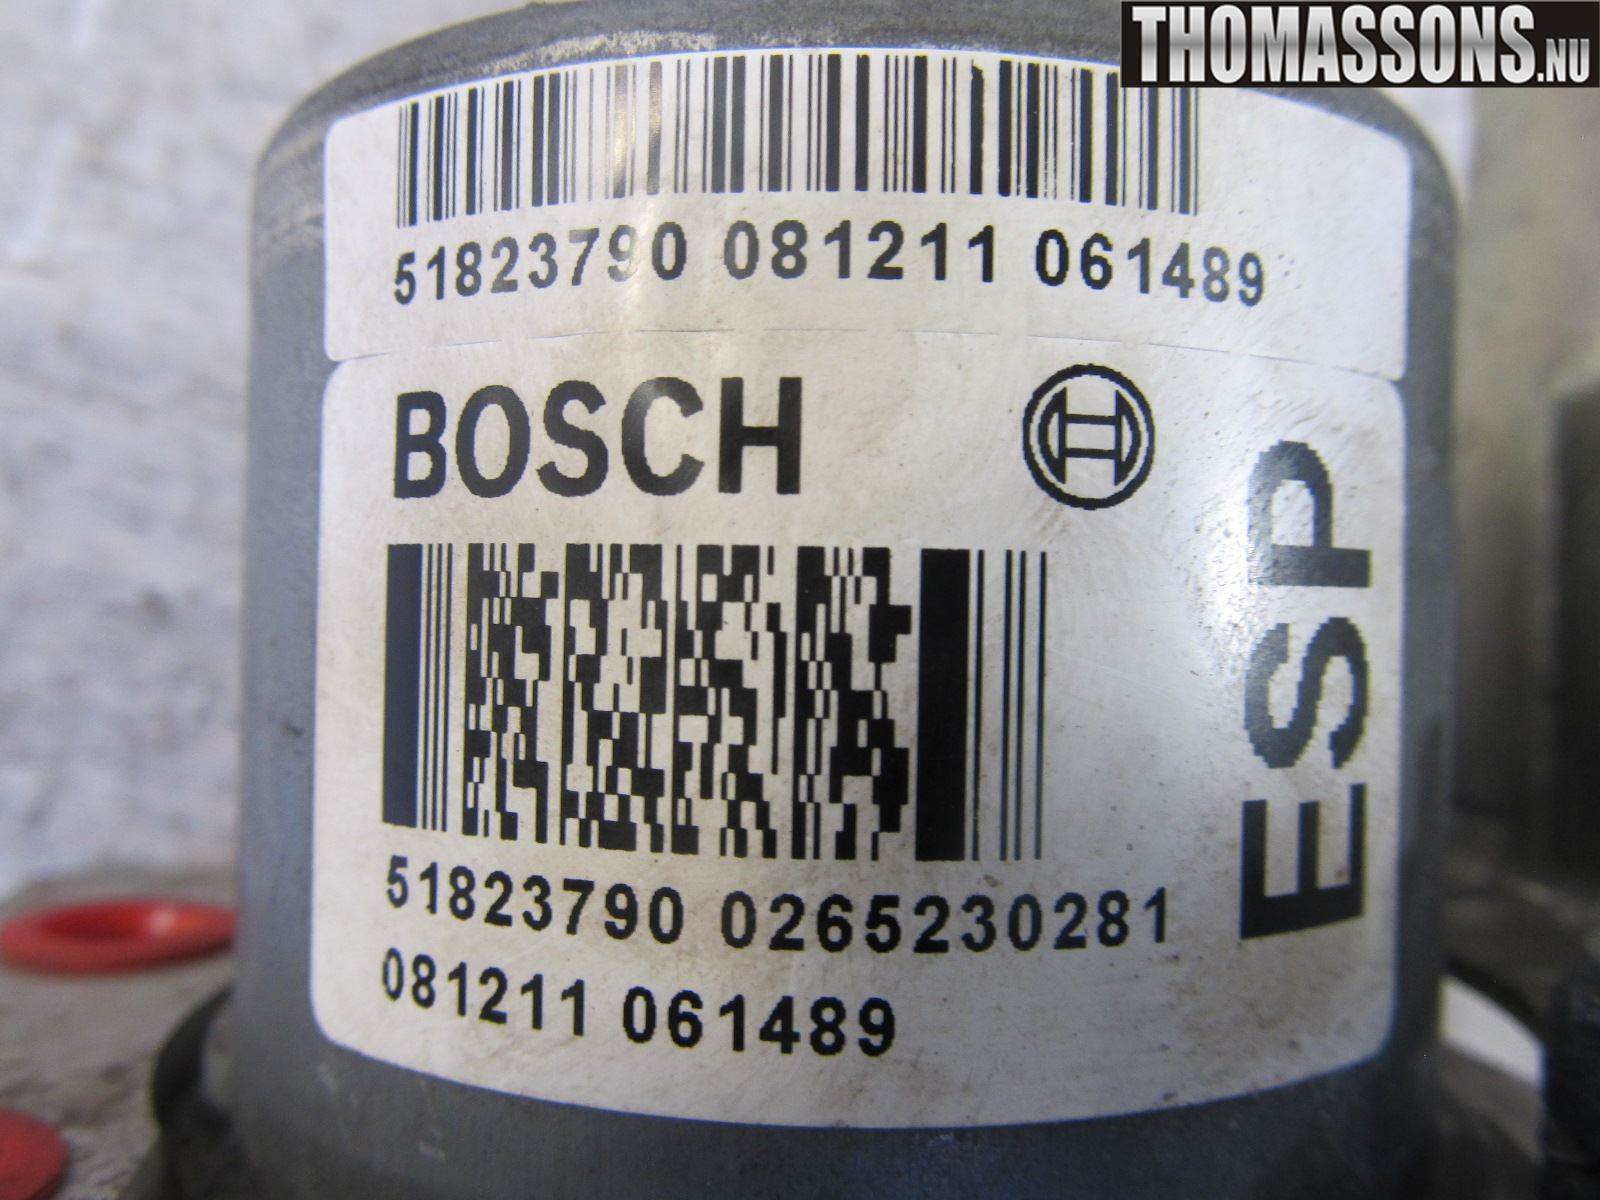 THOMASSONS.NU
51823790 081211 061489
BOSCH
ESP
51823790 0265230281
081211 061489